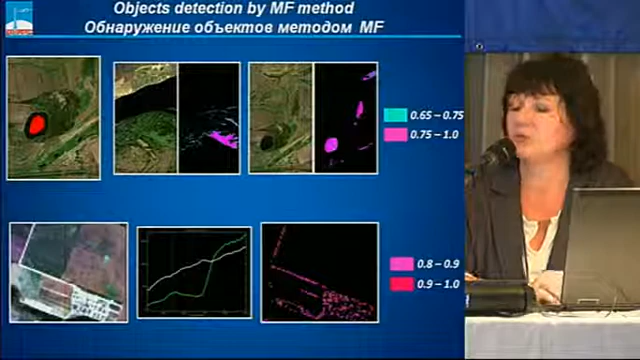 Objects detection by MF method
Обнаружение объектов методом MF
0.65 – 0.75
0.75 – 1.0
0.8 – 0.9
0.9 – 1.0